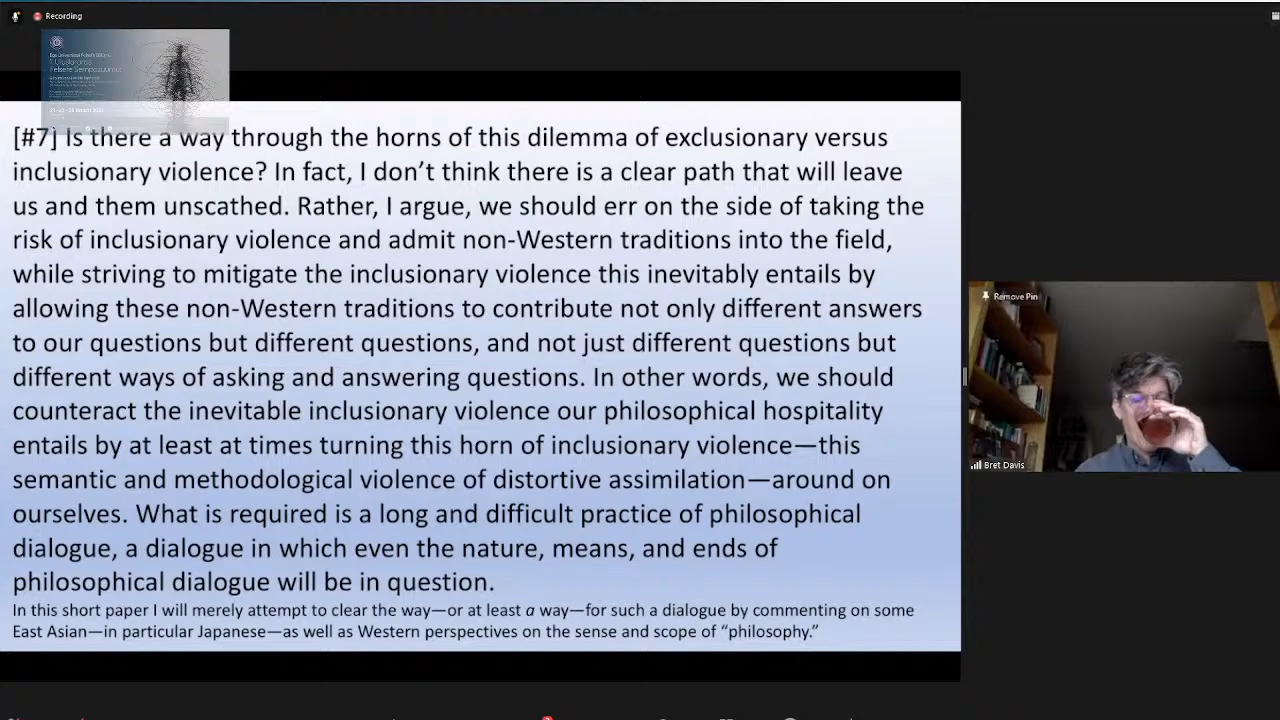 Recording
Ege Üniversitesi Felsefe Bölümü
Felsefe Sempozyumu
[#7] Is there a way through the horns of this dilemma of exclusionary versus
inclusionary violence? In fact, I don’t think there is a clear path that will leave
us and them unscathed. Rather, I argue, we should err on the side of taking the
risk of inclusionary violence and admit non-Western traditions into the field,
while striving to mitigate the inclusionary violence this inevitably entails by
allowing these non-Western traditions to contribute not only different answers
to our questions but different questions, and not just different questions but
different ways of asking and answering questions. In other words, we should
counteract the inevitable inclusionary violence our philosophical hospitality
entails by at least at times turning this horn of inclusionary violence—this
semantic and methodological violence of distortive assimilation—around on
ourselves. What is required is a long and difficult practice of philosophical
dialogue, a dialogue in which even the nature, means, and ends of
philosophical dialogue will be in question.
In this short paper I will merely attempt to clear the way—or at least a way—for such a dialogue by commenting on some
East Asian—in particular Japanese—as well as Western perspectives on the sense and scope of “philosophy.”
Remove Pin
Bret Davis